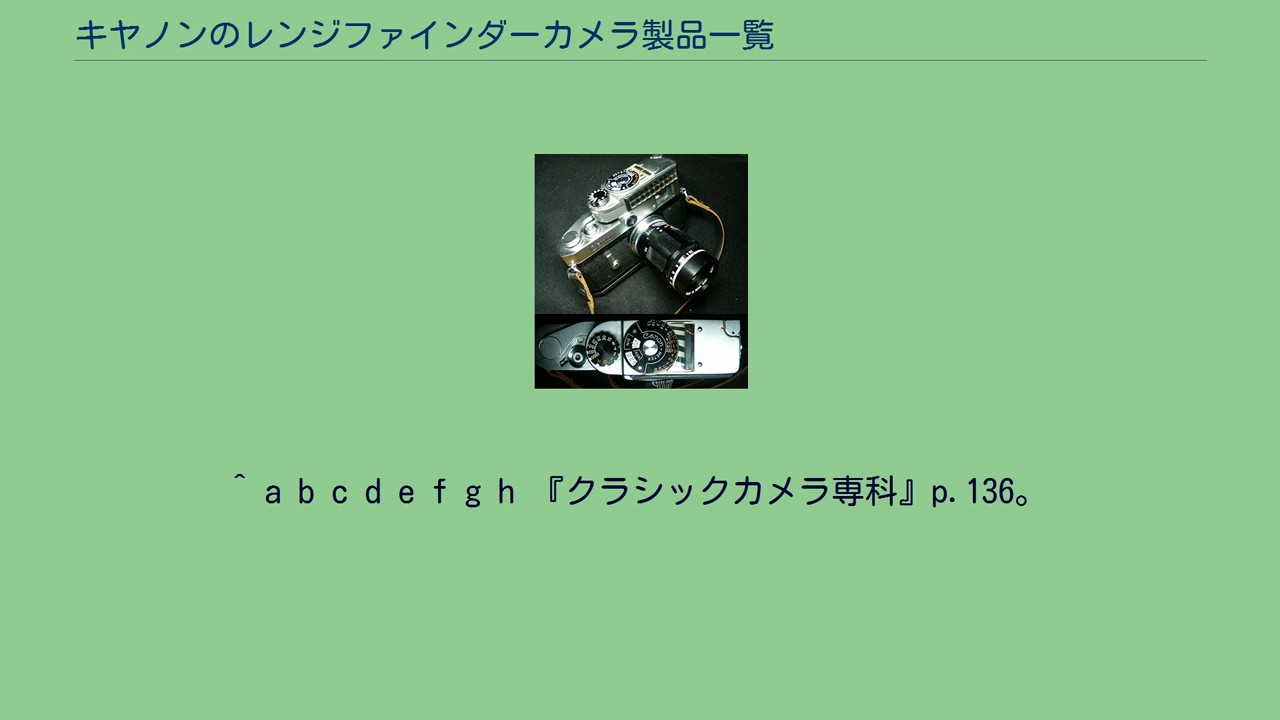 キヤノンのレンジファインダーカメラ製品一覧
^ a b c d e f g h 『クラシックカメラ専科』p.136。